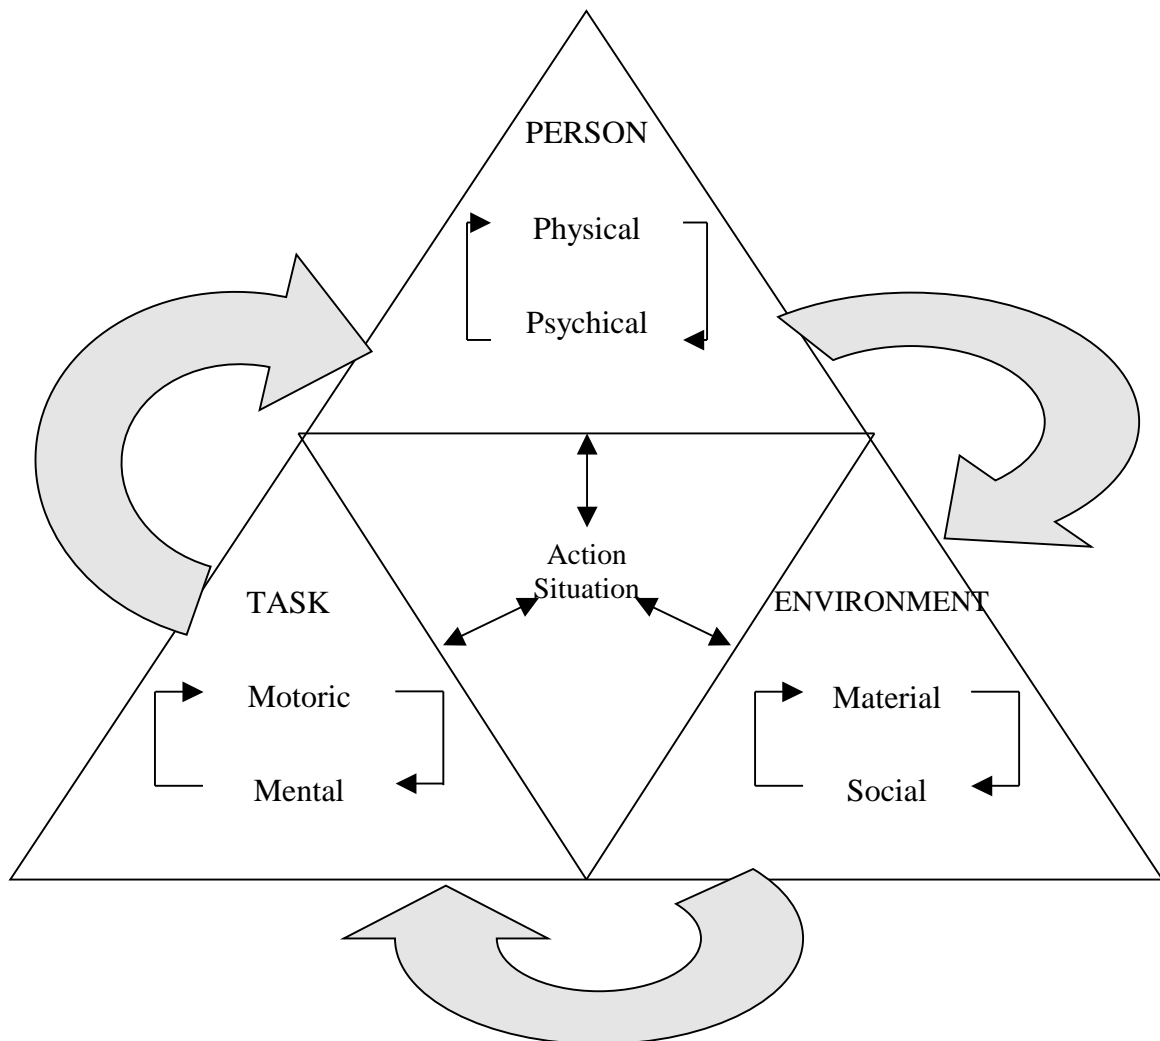 PERSON
Physical
Psychical
Action
Situation
TASK
ENVIRONMENT
Motoric
Material
Mental
Social